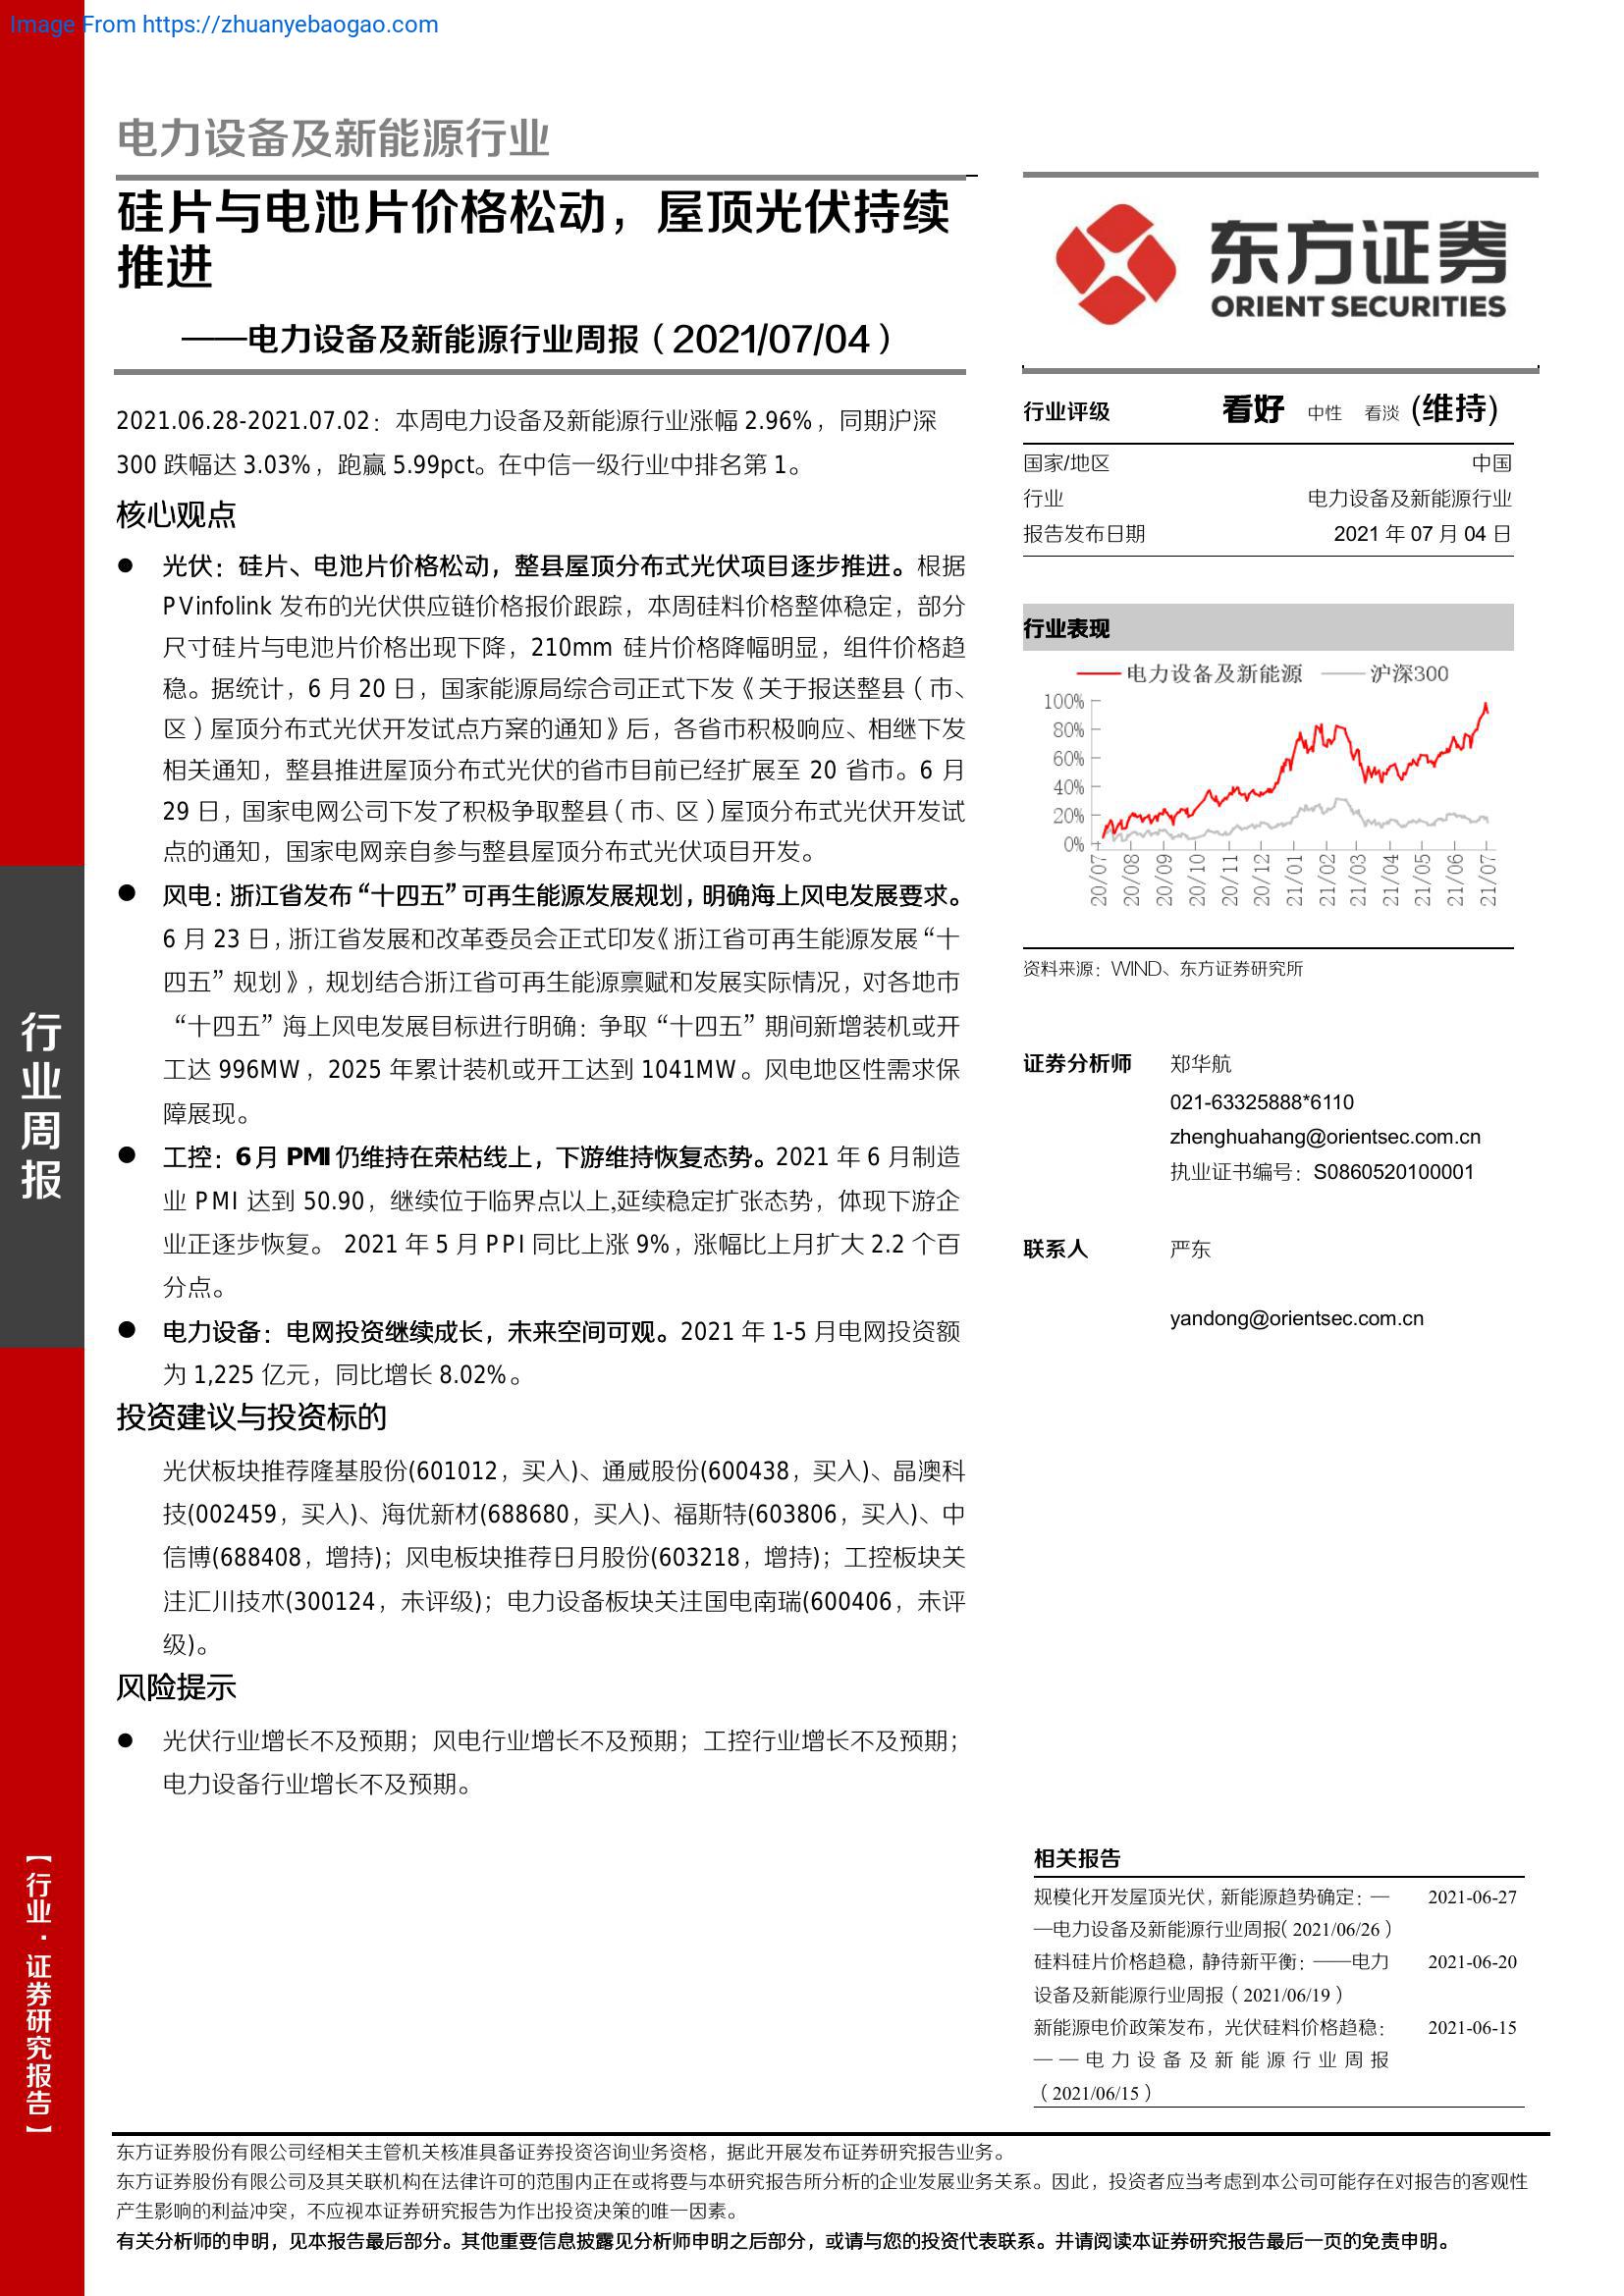 Image From https://zhuanyebaogao.com
电力设备及新能源行业
硅片与电池片价格松动，屋顶光伏持续
推进
——电力设备及新能源行业周报（2021/07/04）
2021.06.28-2021.07.02：本周电力设备及新能源行业涨幅 2.96%，同期沪深
300 跌幅达 3.03%，跑赢 5.99pct。在中信一级行业中排名第 1。
核心观点
● 光伏：硅片、电池片价格松动，整县屋顶分布式光伏项目逐步推进。根据
PVinfolink 发布的光伏供应链价格报价跟踪，本周硅料价格整体稳定，部分
尺寸硅片与电池片价格出现下降，210mm 硅片价格降幅明显，组件价格趋
稳。据统计，6 月 20 日，国家能源局综合司正式下发《关于报送整县（市、
区）屋顶分布式光伏开发试点方案的通知》后，各省市积极响应、相继下发
相关通知，整县推进屋顶分布式光伏的省市目前已经扩展至 20 省市。6 月
29 日，国家电网公司下发了积极争取整县（市、区）屋顶分布式光伏开发试
点的通知，国家电网亲自参与整县屋顶分布式光伏项目开发。
● 风电：浙江省发布“十四五”可再生能源发展规划，明确海上风电发展要求。
6 月 23 日，浙江省发展和改革委员会正式印发《浙江省可再生能源发展“十
四五”规划》，规划结合浙江省可再生能源禀赋和发展实际情况，对各地市
“十四五”海上风电发展目标进行明确：争取“十四五”期间新增装机或开
工达 996MW，2025 年累计装机或开工达到 1041MW。风电地区性需求保
障展现。
● 工控：6月 PMI 仍维持在荣枯线上，下游维持恢复态势。2021 年 6 月制造
业 PMI 达到 50.90，继续位于临界点以上,延续稳定扩张态势，体现下游企
业正逐步恢复。 2021 年 5 月 PPI 同比上涨 9%，涨幅比上月扩大 2.2 个百
分点。
● 电力设备：电网投资继续成长，未来空间可观。2021 年 1-5 月电网投资额
为 1,225 亿元，同比增长 8.02%。
投资建议与投资标的
光伏板块推荐隆基股份(601012，买入)、通威股份(600438，买入)、晶澳科
技(002459，买入)、海优新材(688680，买入)、福斯特(603806，买入)、中
信博(688408，增持)；风电板块推荐日月股份(603218，增持)；工控板块关
注汇川技术(300124，未评级)；电力设备板块关注国电南瑞(600406，未评
级)。
风险提示
● 光伏行业增长不及预期；风电行业增长不及预期；工控行业增长不及预期；
电力设备行业增长不及预期。
东方证券
ORIENT SECURITIES
行业评级 看好 中性 看淡 (维持)
国家/地区 中国
行业 电力设备及新能源行业
报告发布日期 2021 年 07 月 04 日
行业表现
电力设备及新能源 沪深300
100%
80%
60%
40%
20%
0%
20/07 20/08 20/09 20/10 20/11 20/12 21/01 21/02 21/03 21/04 21/05 21/06 21/07
资料来源：WIND、东方证券研究所
证券分析师 郑华航
021-63325888*6110
zhenghuahang@orientsec.com.cn
执业证书编号：S0860520100001
联系人 严东
yandong@orientsec.com.cn
相关报告
规模化开发屋顶光伏，新能源趋势确定：— 2021-06-27
—电力设备及新能源行业周报（2021/06/26）
硅料硅片价格趋稳，静待新平衡：——电力 2021-06-20
设备及新能源行业周报（2021/06/19）
新能源电价政策发布，光伏硅料价格趋稳： 2021-06-15
——电力设备及新能源行业周报
（2021/06/15）
行业周报
【行业·证券研究报告】
东方证券股份有限公司经相关主管机关核准具备证券投资咨询业务资格，据此开展发布证券研究报告业务。
东方证券股份有限公司及其关联机构在法律许可的范围内正在或将要与本研究报告所分析的企业发展业务关系。因此，投资者应当考虑到本公司可能存在对报告的客观性
产生影响的利益冲突，不应视本证券研究报告为作出投资决策的唯一因素。
有关分析师的申明，见本报告最后部分。其他重要信息披露见分析师申明之后部分，或请与您的投资代表联系。并请阅读本证券研究报告最后一页的免责申明。